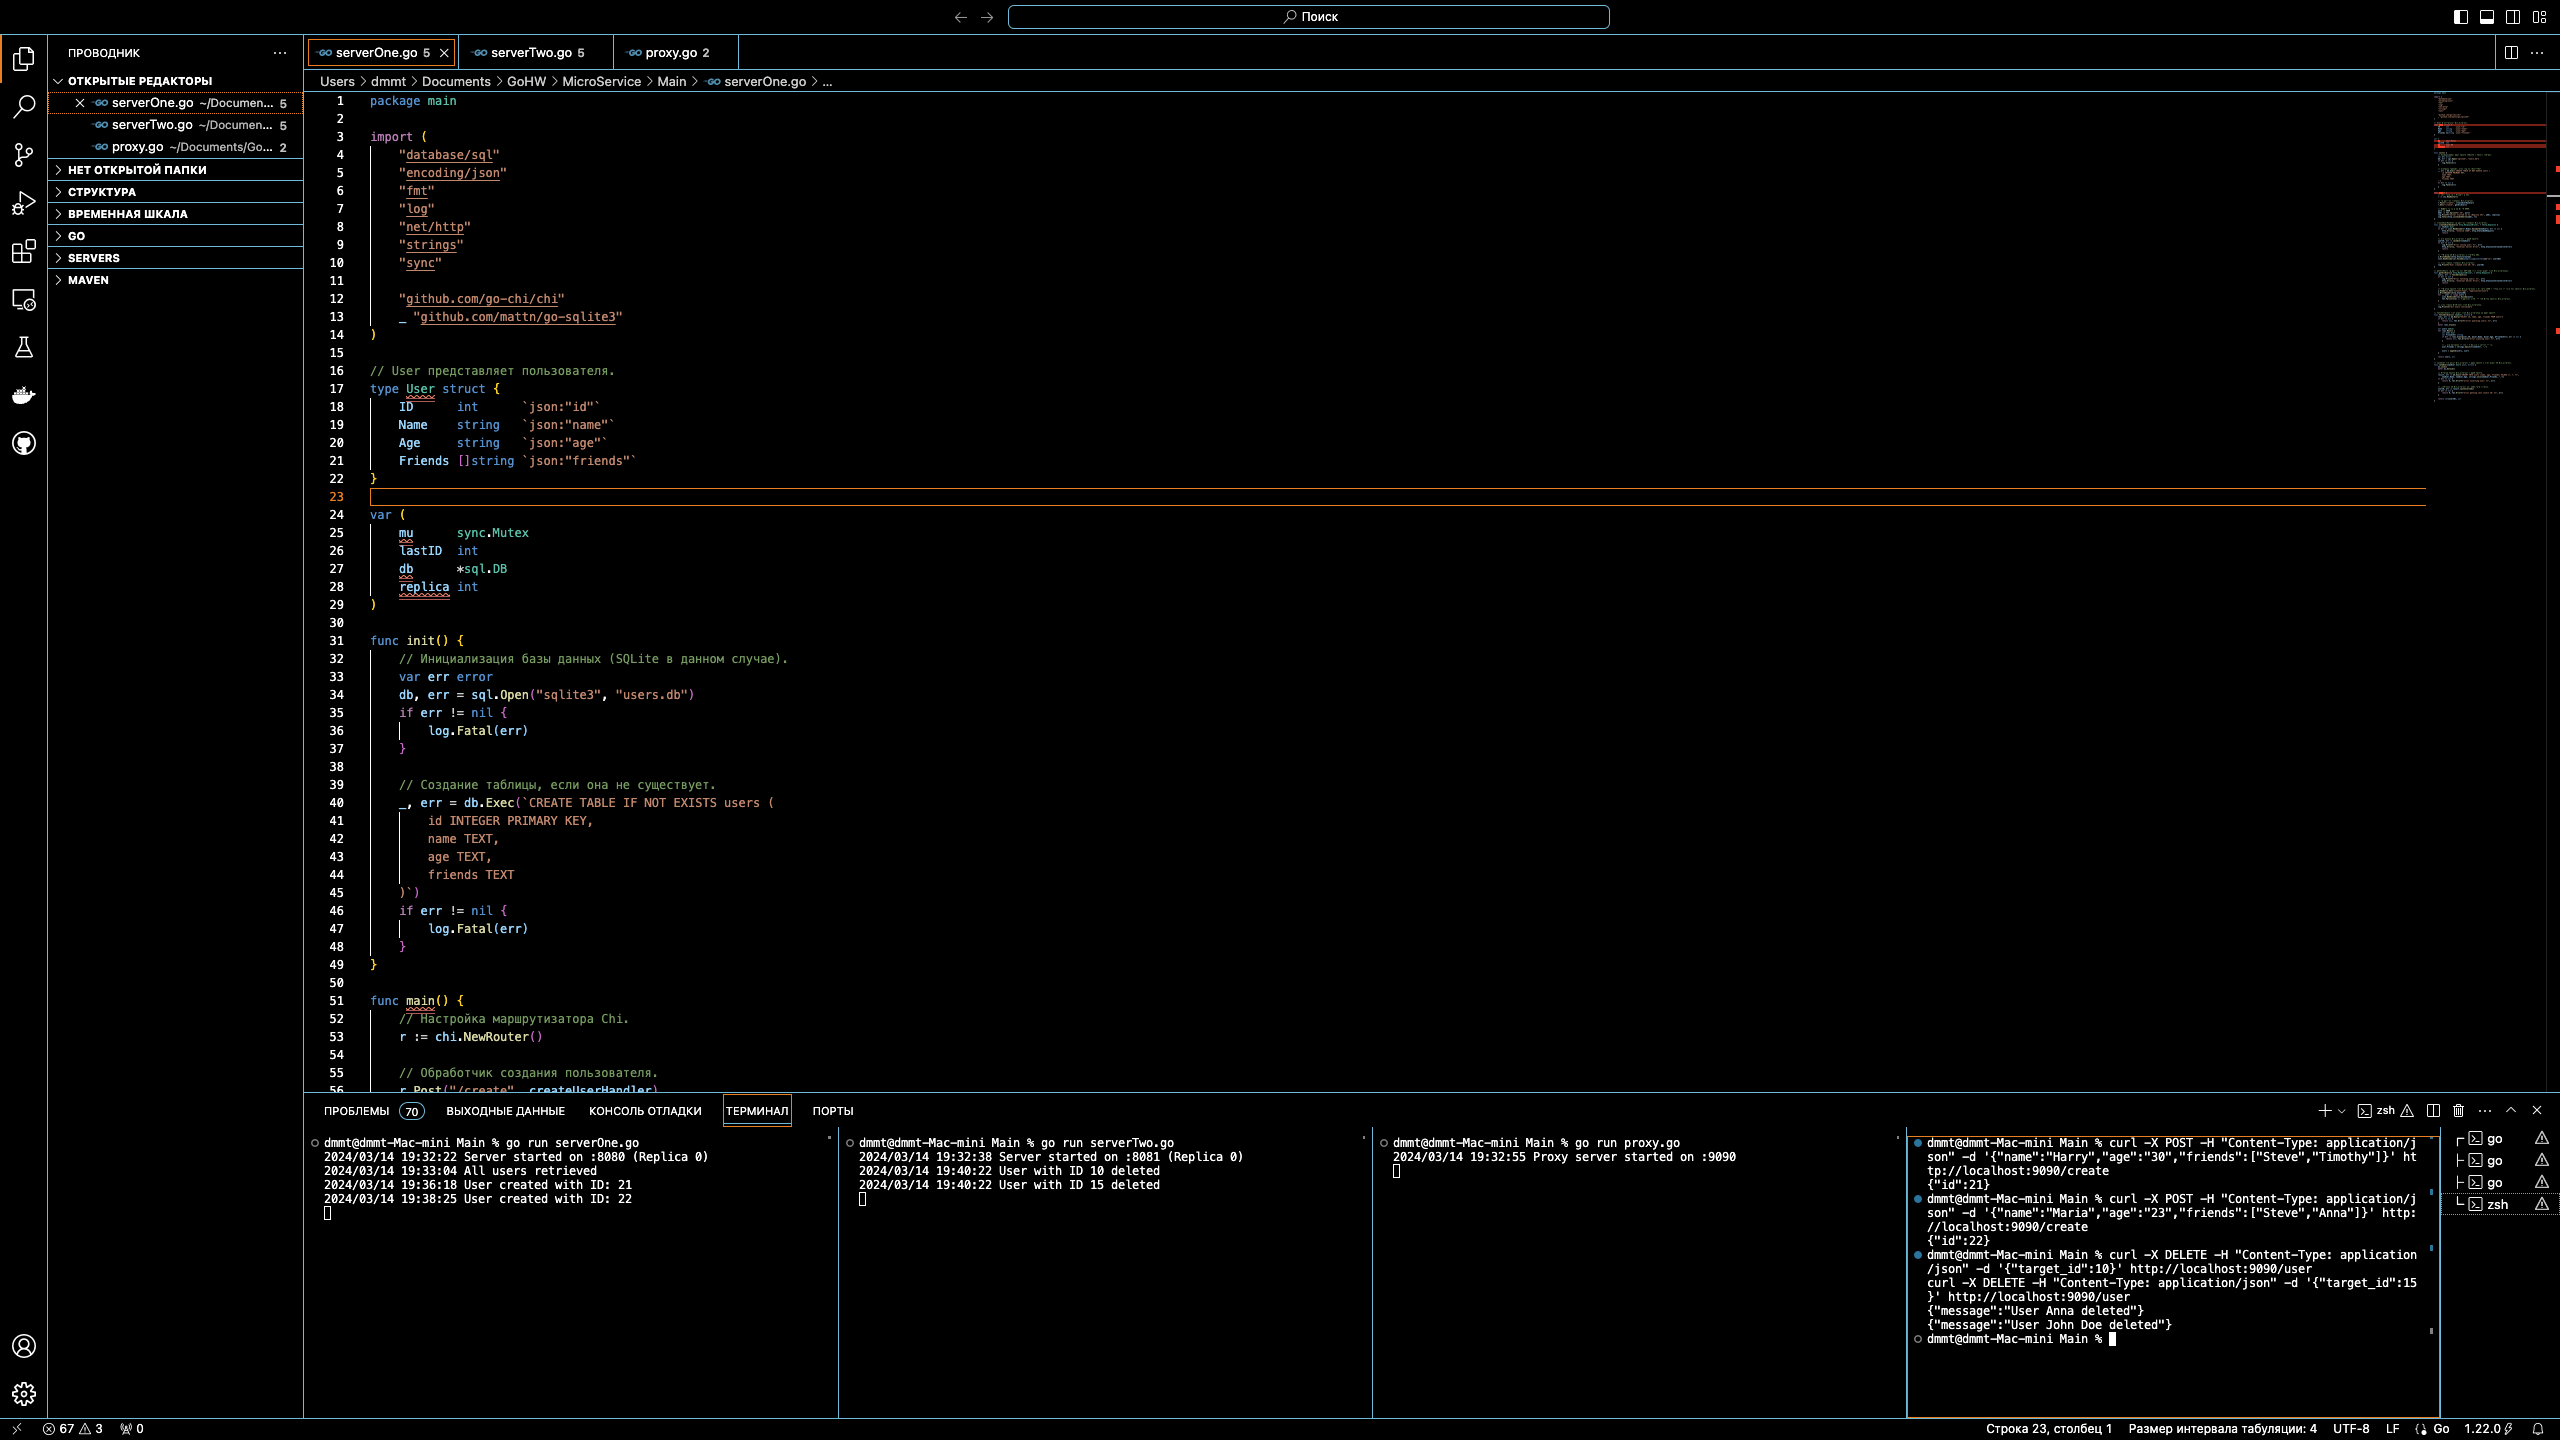 Поиск
ПРОВОДНИК
ОТКРЫТЫЕ РЕДАКТОРЫ
serverOne.go ~/Documen... 5
serverTwo.go ~/Documen... 5
proxy.go ~/Documents/Go... 2
НЕТ ОТКРЫТОЙ ПАПКИ
СТРУКТУРА
ВРЕМЕННАЯ ШКАЛА
GO
SERVERS
MAVEN
serverOne.go 5
serverTwo.go 5
proxy.go 2
Users > dmmt > Documents > GoHW > MicroService > Main > serverOne.go > ...
1 package main
2
3 import (
4 "database/sql"
5 "encoding/json"
6 "fmt"
7 "log"
8 "net/http"
9 "strings"
10 "sync"
11
12 "github.com/go-chi/chi"
13 _ "github.com/mattn/go-sqlite3"
14 )
15
16 // User представляет пользователя.
17 type User struct {
18 ID int `json:"id"`
19 Name string `json:"name"`
20 Age string `json:"age"`
21 Friends []string `json:"friends"`
22 }
23
24 var (
25 mu sync.Mutex
26 lastID int
27 db *sql.DB
28 replica int
29 )
30
31 func init() {
32 // Инициализация базы данных (SQLite в данном случае).
33 var err error
34 db, err = sql.Open("sqlite3", "users.db")
35 if err != nil {
36 log.Fatal(err)
37 }
38
39 // Создание таблицы, если она не существует.
40 _, err = db.Exec(`CREATE TABLE IF NOT EXISTS users (
41 id INTEGER PRIMARY KEY,
42 name TEXT,
43 age TEXT,
44 friends TEXT
45 )`)
46 if err != nil {
47 log.Fatal(err)
48 }
49 }
50
51 func main() {
52 // Настройка маршрутизатора Chi.
53 r := chi.NewRouter()
54
55 // Обработчик создания пользователя.
56 r.Post("/create", createUserHandler)
ПРОБЛЕМЫ 70 ВЫХОДНЫЕ ДАННЫЕ КОНСОЛЬ ОТЛАДКИ ТЕРМИНАЛ ПОРТЫ
zsh
dmmt@dmmt-Mac-mini Main % go run serverOne.go
2024/03/14 19:32:22 Server started on :8080 (Replica 0)
2024/03/14 19:33:04 All users retrieved
2024/03/14 19:36:18 User created with ID: 21
2024/03/14 19:38:25 User created with ID: 22
dmmt@dmmt-Mac-mini Main % go run serverTwo.go
2024/03/14 19:32:38 Server started on :8081 (Replica 0)
2024/03/14 19:40:22 User with ID 10 deleted
2024/03/14 19:40:22 User with ID 15 deleted
dmmt@dmmt-Mac-mini Main % go run proxy.go
2024/03/14 19:32:55 Proxy server started on :9090
dmmt@dmmt-Mac-mini Main % curl -X POST -H "Content-Type: application/j
son" -d '{"name":"Harry","age":"30","friends":["Steve","Timothy"]}' ht
tp://localhost:9090/create
{"id":21}
dmmt@dmmt-Mac-mini Main % curl -X POST -H "Content-Type: application/j
son" -d '{"name":"Maria","age":"23","friends":["Steve","Anna"]}' http:
//localhost:9090/create
{"id":22}
dmmt@dmmt-Mac-mini Main % curl -X DELETE -H "Content-Type: application
/json" -d '{"target_id":10}' http://localhost:9090/user
curl -X DELETE -H "Content-Type: application/json" -d '{"target_id":15
}' http://localhost:9090/user
{"message":"User Anna deleted"}
{"message":"User John Doe deleted"}
dmmt@dmmt-Mac-mini Main %
go
go
go
zsh
67 3 0
Строка 23, столбец 1 Размер интервала табуляции: 4 UTF-8 LF Go 1.22.0